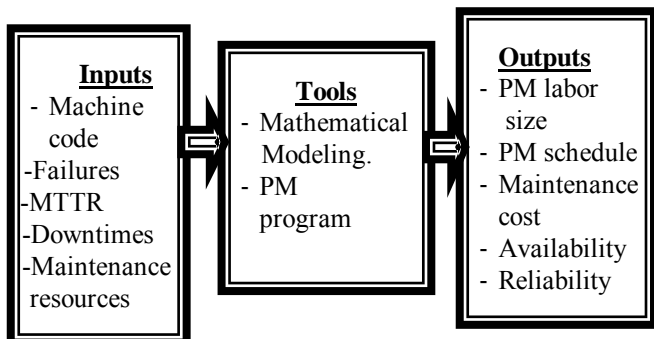 Inputs
- Machine
code
-Failures
-MTTR
-Downtimes
-Maintenance
resources
Tools
- Mathematical
Modeling.
- PM
program
Outputs
- PM labor
size
- PM schedule
- Maintenance
cost
- Availability
- Reliability